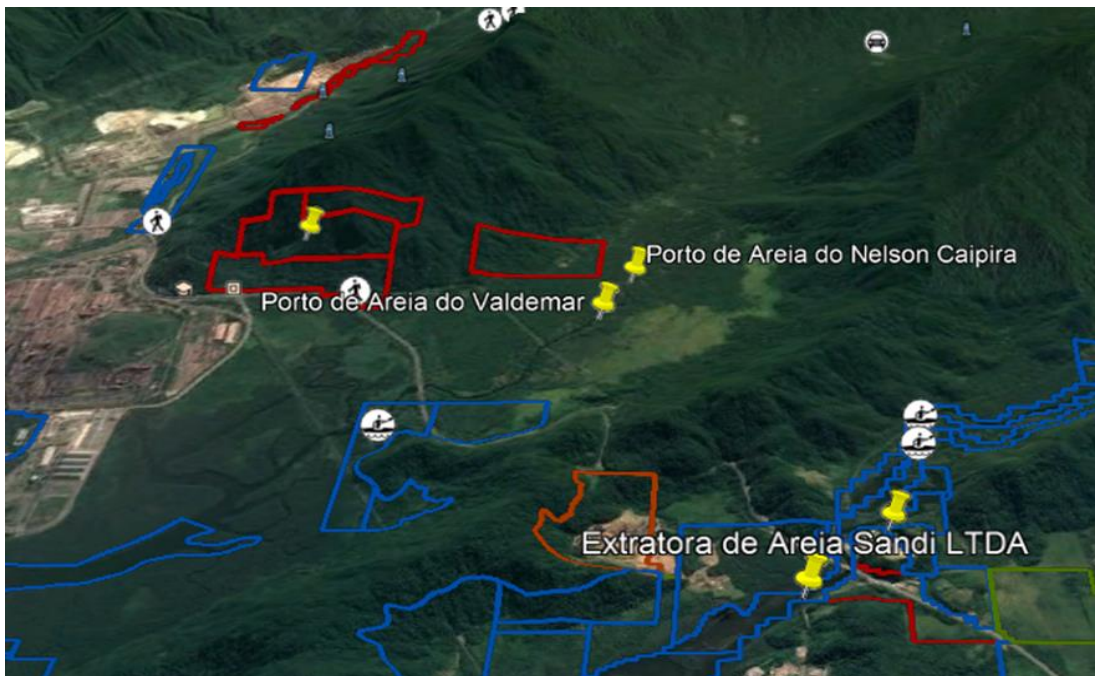 Porto de Areia do Nelson Caipira
Porto de Areia do Valdemar
Extratora de Areia Sandi LTDA